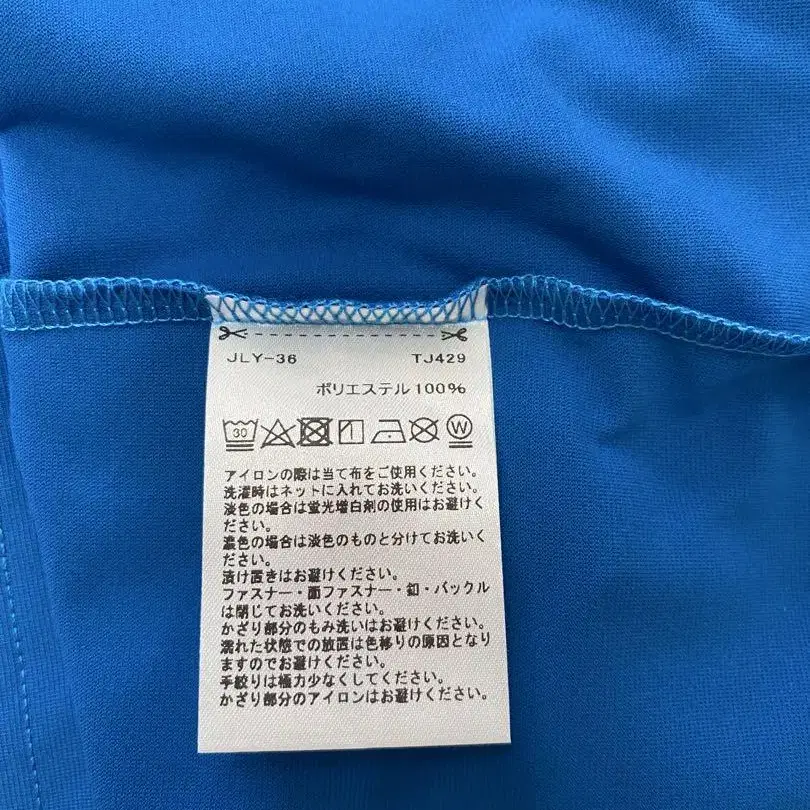 JLY-36 TJ429
ポリエステル100%
30
W
アイロンの際は当て布をご使用ください。
洗濯時はネットに入れてお洗いください。
淡色の場合は蛍光増白剤の使用はお避けく
ださい。
濃色の場合は淡色のものと分けてお洗いく
ださい。
漬け置きはお避けください。
ファスナー・面ファスナー・釦・バックル
は閉じてお洗いください。
かざり部分のもみ洗いはお避けください。
濡れた状態での放置は色移りの原因となり
ますのでお避けください。
手絞りは極力少なくしてください。
かざり部分のアイロンはお避けください。